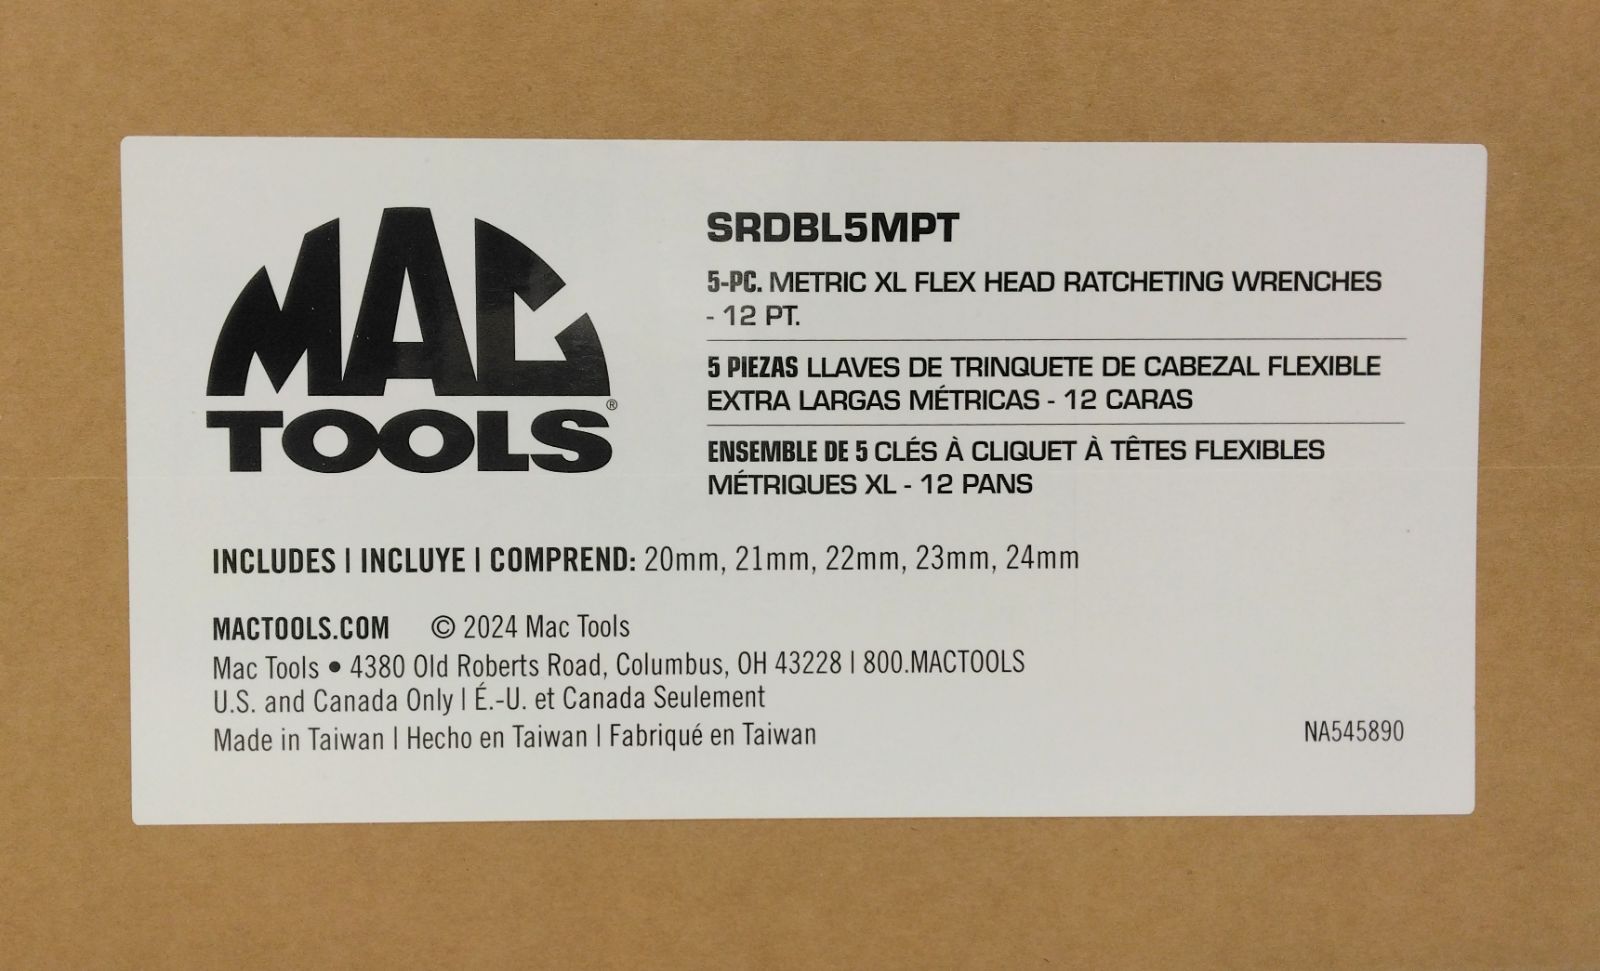 MAC
TOOLS®
SRDBL5MPT
5-PC. METRIC XL FLEX HEAD RATCHETING WRENCHES
- 12 PT.
5 PIEZAS LLAVES DE TRINQUETE DE CABEZAL FLEXIBLE
EXTRA LARGAS MÉTRICAS - 12 CARAS
ENSEMBLE DE 5 CLÉS À CLIQUET À TÊTES FLEXIBLES
MÉTRIQUES XL - 12 PANS
INCLUDES | INCLUYE | COMPREND: 20mm, 21mm, 22mm, 23mm, 24mm
MACTOOLS.COM © 2024 Mac Tools
Mac Tools • 4380 Old Roberts Road, Columbus, OH 43228 | 800.MACTOOLS
U.S. and Canada Only | É.-U. et Canada Seulement
Made in Taiwan | Hecho en Taiwan | Fabriqué en Taiwan
NA545890